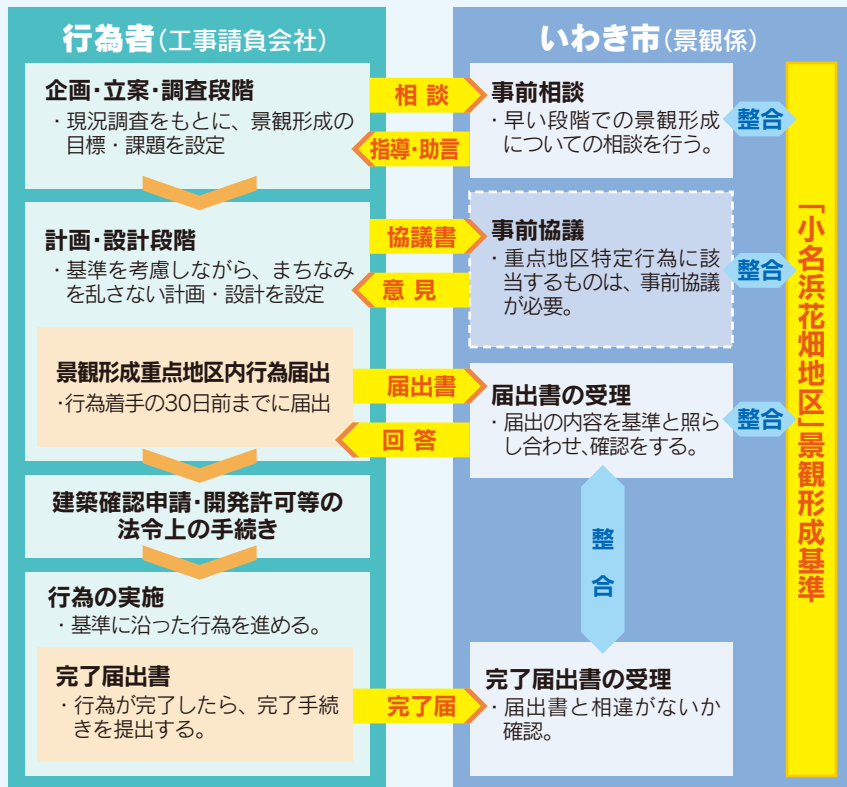 行為者(工事請負会社)
企画・立案・調査段階
・現況調査をもとに、景観形成の
目標・課題を設定
計画・設計段階
・基準を考慮しながら、まちなみ
を乱さない計画・設計を設定
景観形成重点地区内行為届出
・行為着手の30日前までに届出
建築確認申請・開発許可等の
法令上の手続き
行為の実施
・基準に沿った行為を進める。
完了届出書
・行為が完了したら、完了手続
きを提出する。
相談
指導・助言
協議書
意見
届出書
回答
完了届
いわき市(景観係)
事前相談
・早い段階での景観形成
についての相談を行う。
整合
事前協議
・重点地区特定行為に該
当するものは、事前協議
が必要。
整合
届出書の受理
・届出の内容を基準と照ら
し合わせ、確認をする。
整合
整合
完了届出書の受理
・届出書と相違がないか
確認。
「小名浜花畑地区」景観形成基準